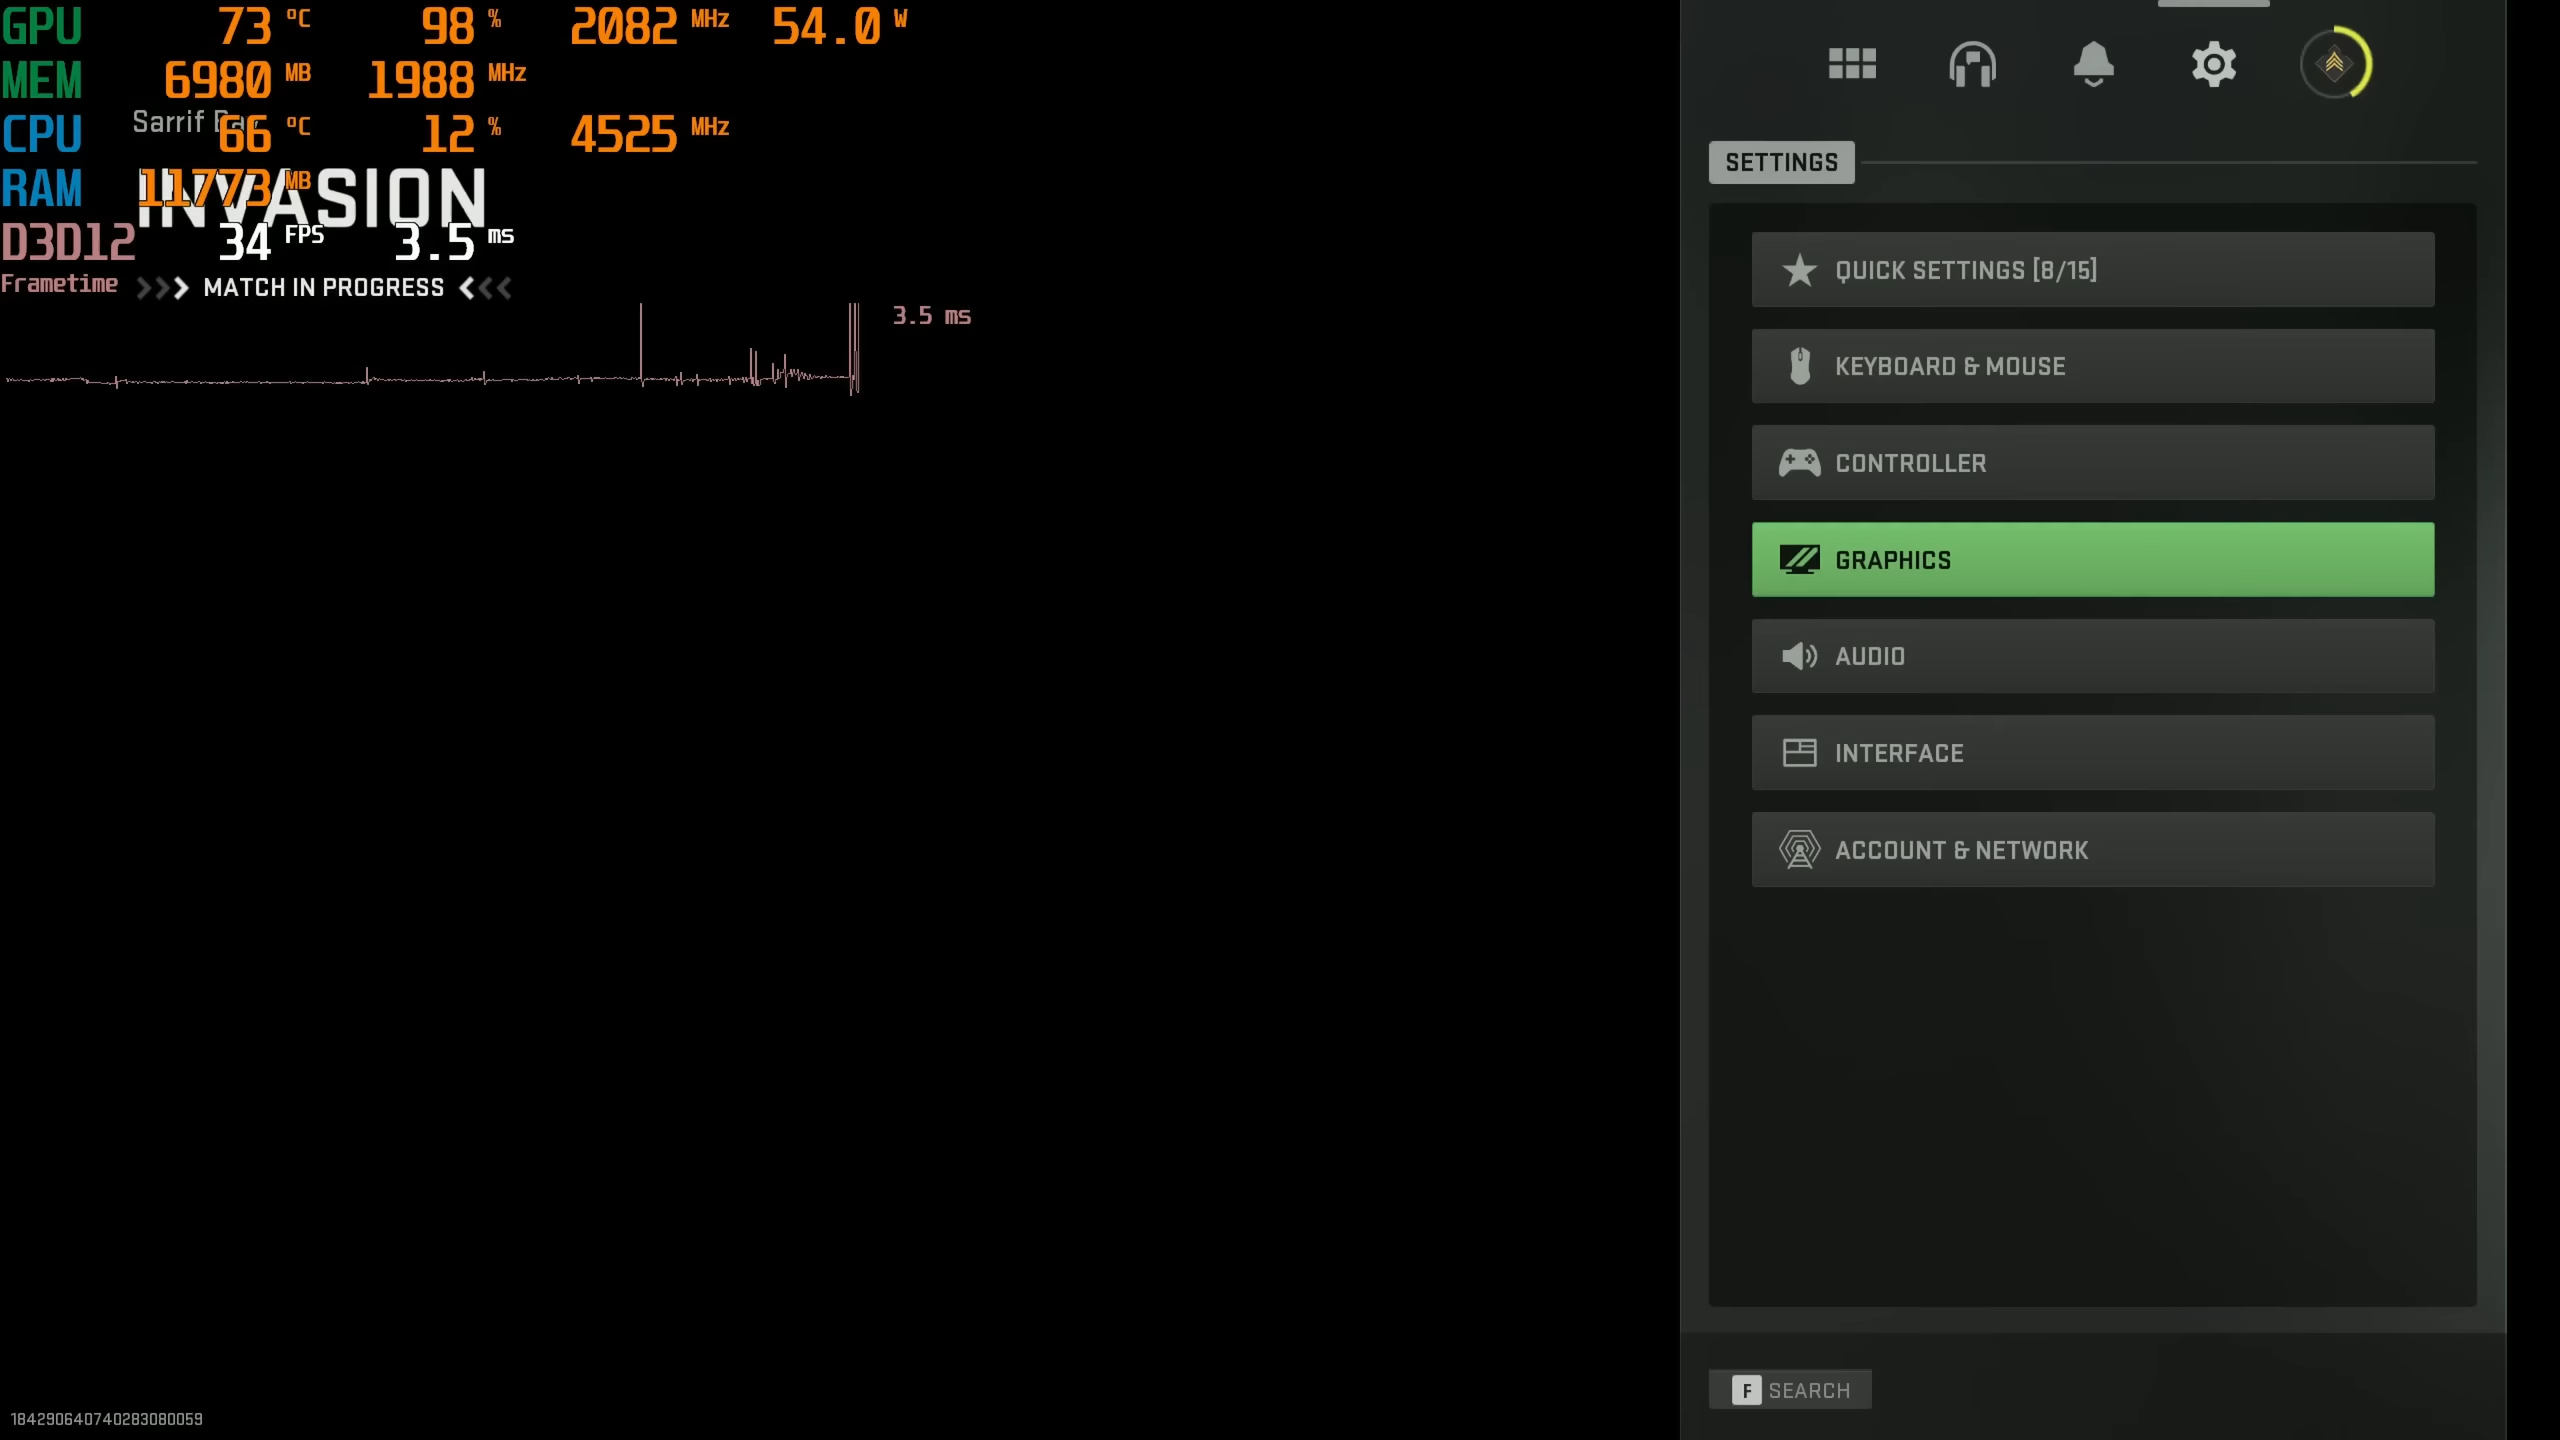 GPU 73 °C 98 % 2082 MHz 54.0 W
MEM 6980 MB 1988 MHz
Sarrif Bay
CPU 66 °C 12 % 4525 MHz
RAM 11773 MB
INVASION
D3D12 34 FPS 3.5 ms
Frametime
MATCH IN PROGRESS
3.5 ms
SETTINGS
QUICK SETTINGS [8/15]
KEYBOARD & MOUSE
CONTROLLER
GRAPHICS
AUDIO
INTERFACE
ACCOUNT & NETWORK
F SEARCH
184290640740283080059